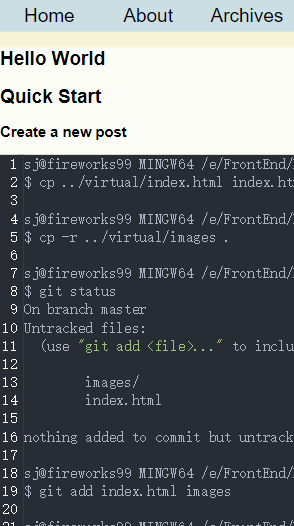 Home About Archives
Hello World
Quick Start
Create a new post
1 sj@fireworks99 MINGW64 /e/FrontEnd/
2 $ cp ../virtual/index.html index.ht
3
4 sj@fireworks99 MINGW64 /e/FrontEnd/
5 $ cp -r ../virtual/images .
6
7 sj@fireworks99 MINGW64 /e/FrontEnd/
8 $ git status
9 On branch master
10 Untracked files:
11   (use "git add <file>..." to inclu
12
13         images/
14         index.html
15
16 nothing added to commit but untrack
17
18 sj@fireworks99 MINGW64 /e/FrontEnd/
19 $ git add index.html images
20